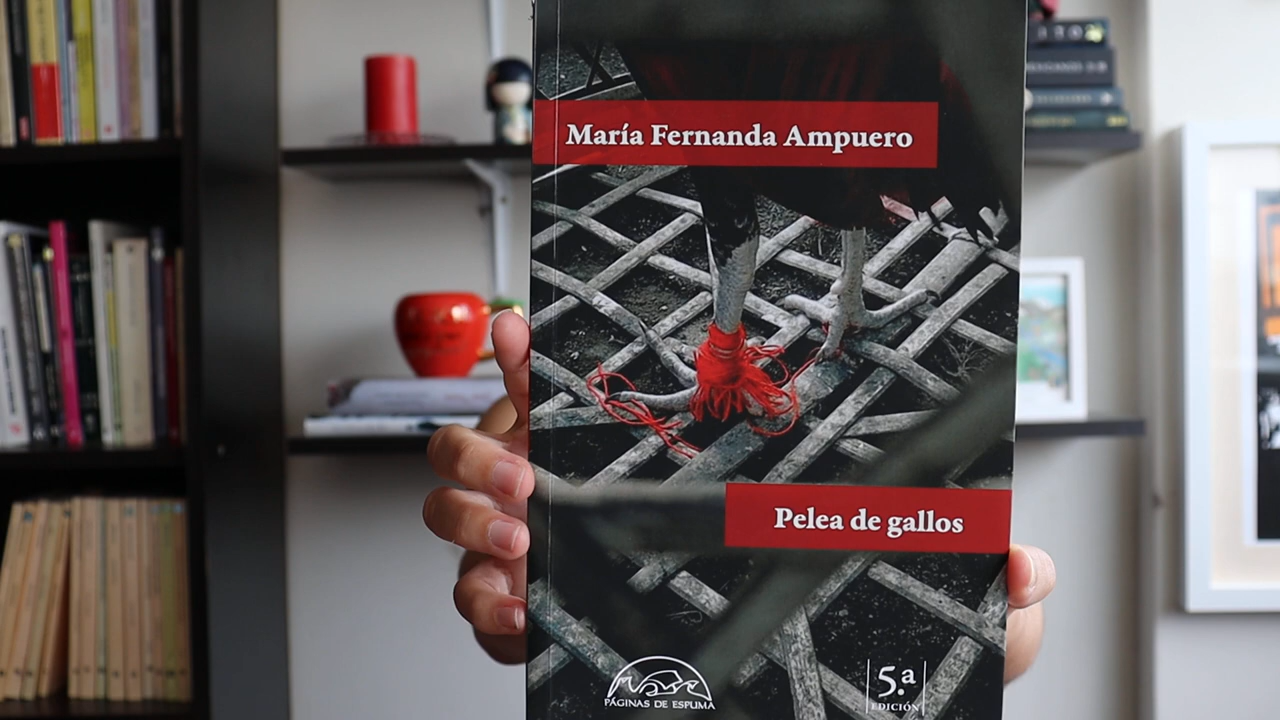 María Fernanda Ampuero
Pelea de gallos
PÁGINAS DE ESPUMA
5.ª
EDICIÓN